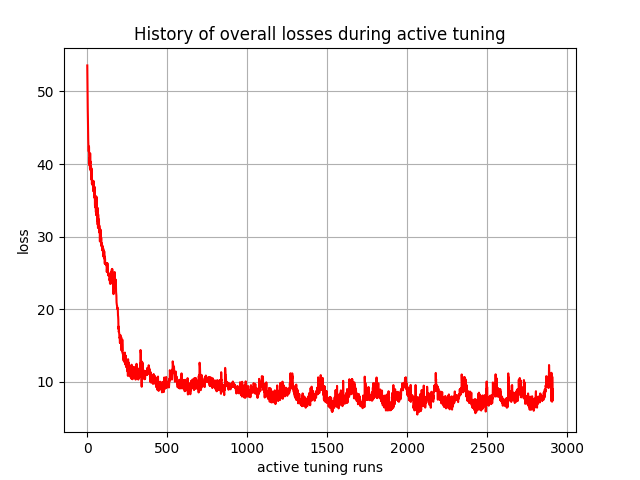 History of overall losses during active tuning
50
40
30
20
10
loss
0 500 1000 1500 2000 2500 3000
active tuning runs